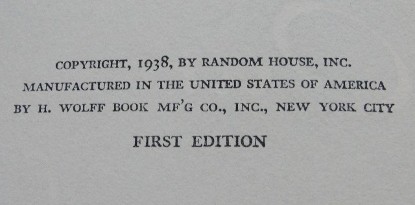 COPYRIGHT, 1938, BY RANDOM HOUSE, INC.
MANUFACTURED IN THE UNITED STATES OF AMERICA
BY H. WOLFF BOOK MF'G CO., INC., NEW YORK CITY
FIRST EDITION